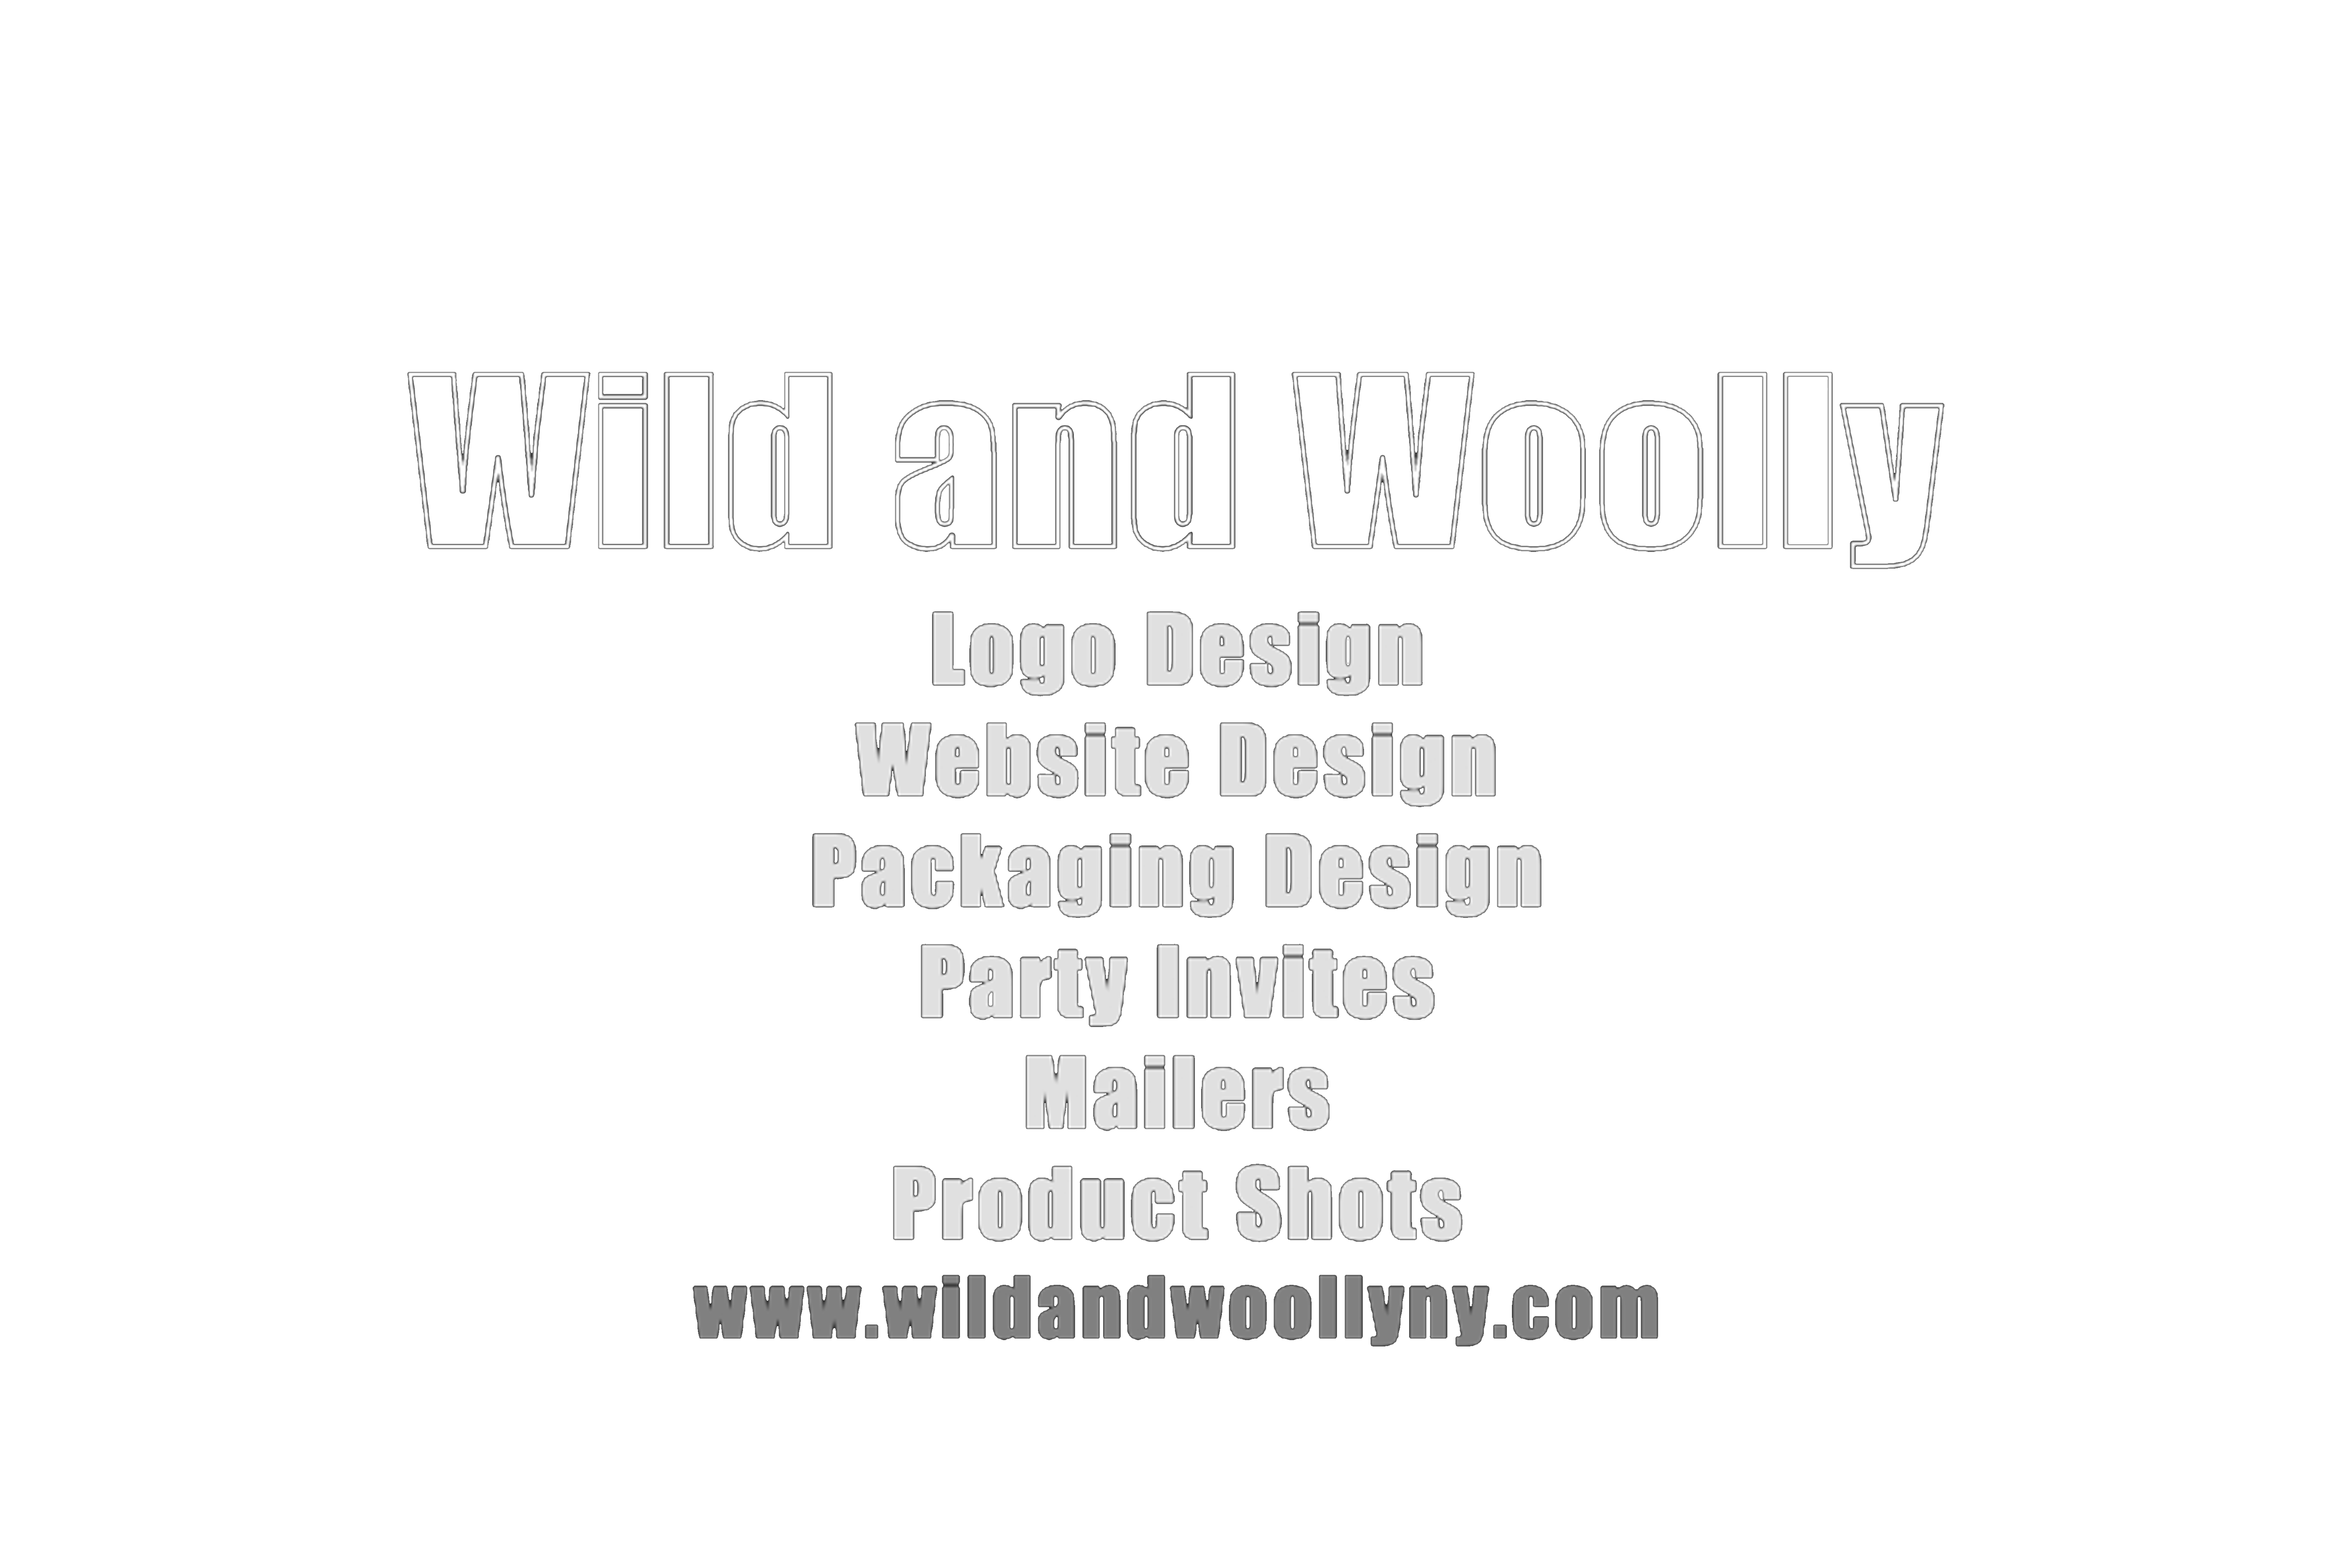 Wild and Woolly
Logo Design
Website Design
Packaging Design
Party Invites
Mailers
Product Shots
www.wildandwoollyny.com